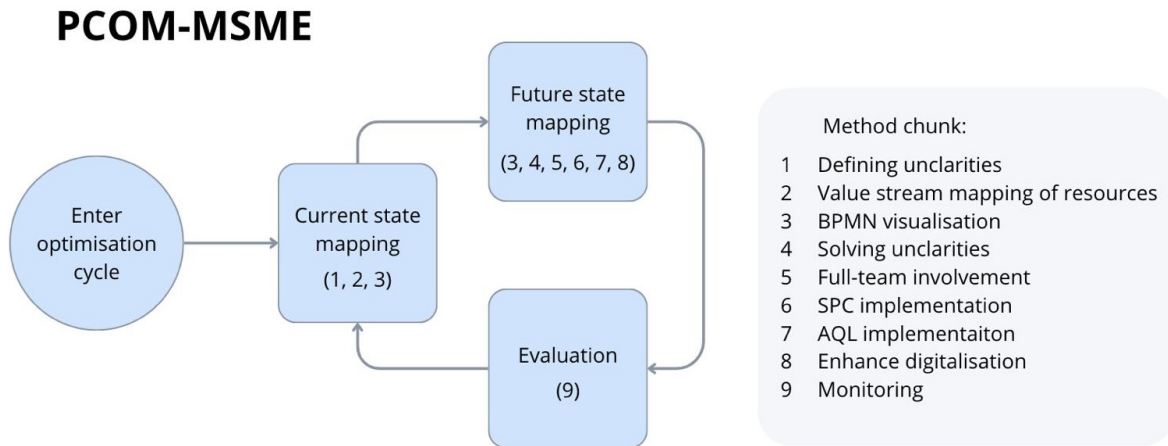 PCOM-MSME
Enter
optimisation
cycle
Current state
mapping
(1, 2, 3)
Future state
mapping
(3, 4, 5, 6, 7, 8)
Evaluation
(9)
Method chunk:
1 Defining unclarities
2 Value stream mapping of resources
3 BPMN visualisation
4 Solving unclarities
5 Full-team involvement
6 SPC implementation
7 AQL implementaiton
8 Enhance digitalisation
9 Monitoring